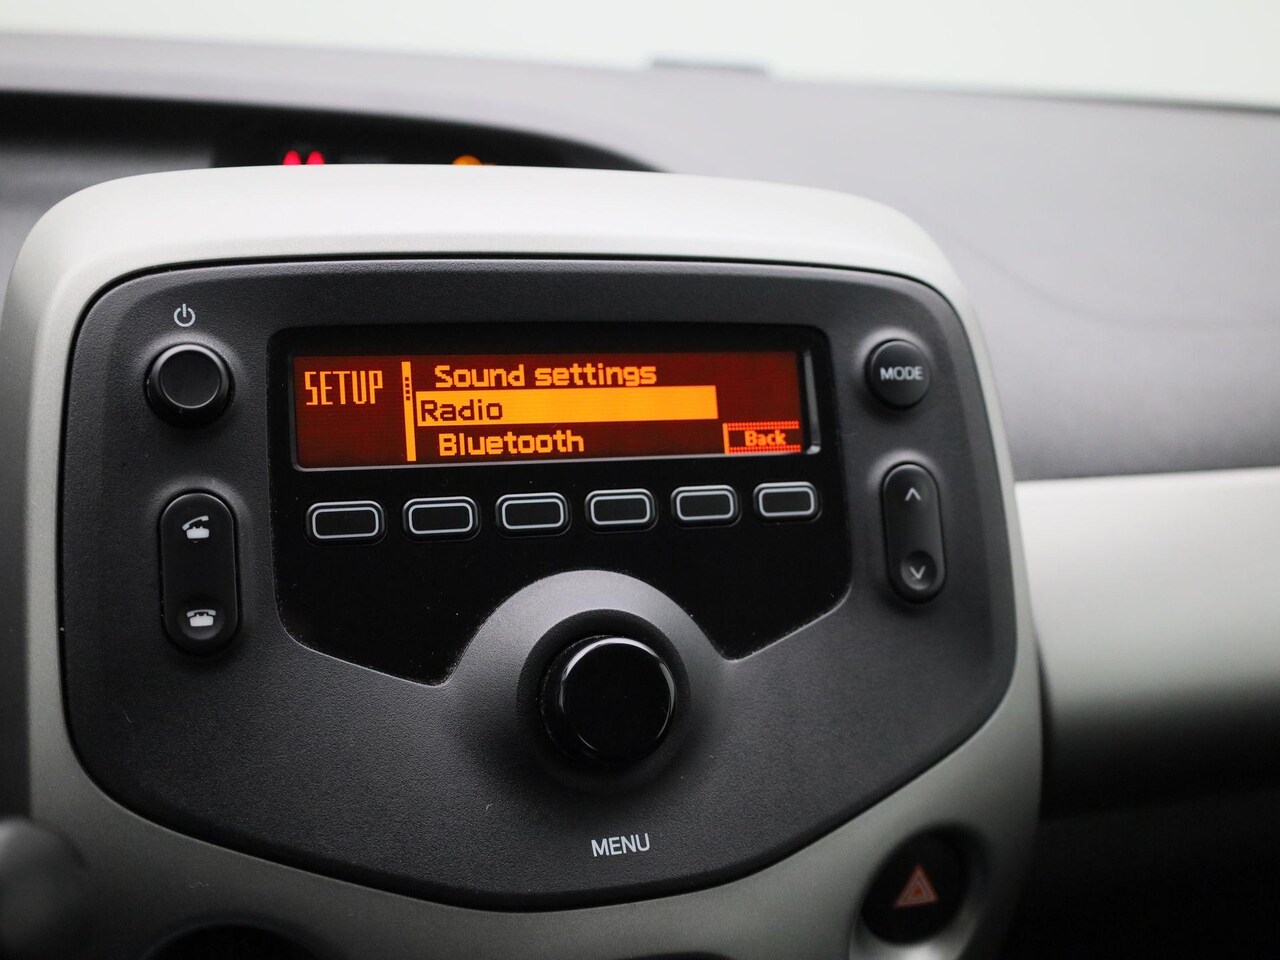 SETUP
Sound settings
Radio
Bluetooth
Back
MODE
MENU